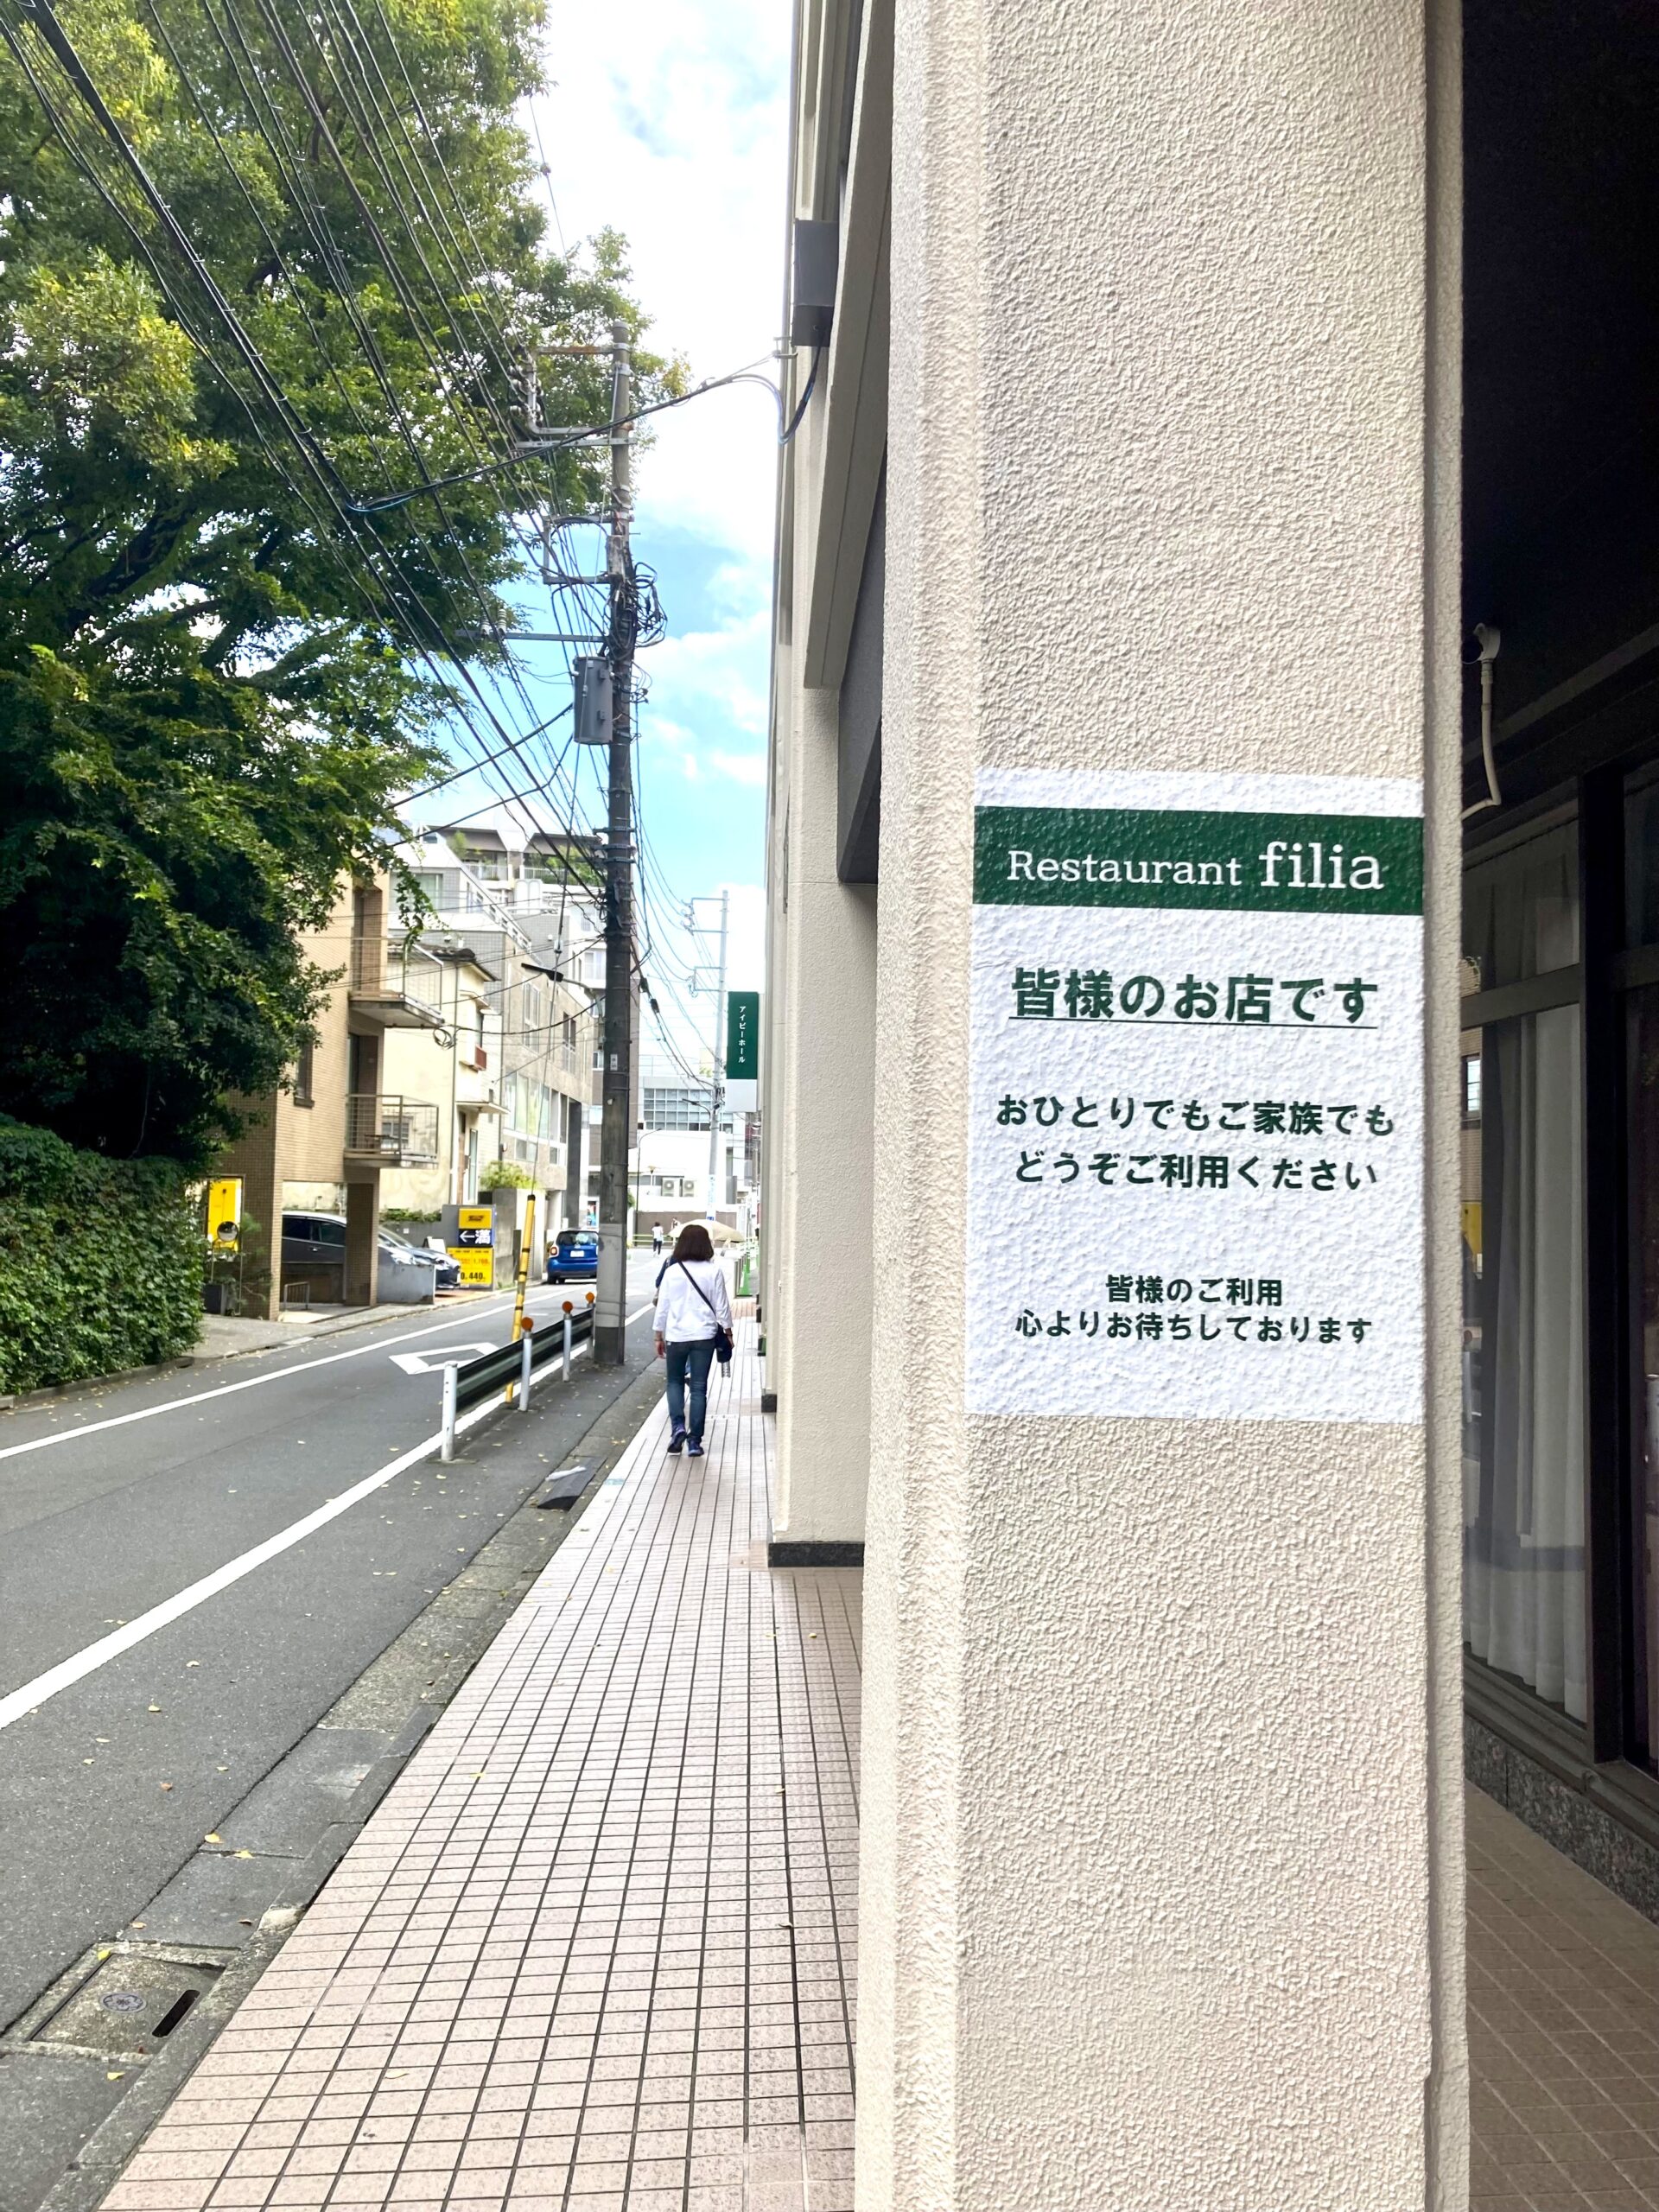 Restaurant filia
皆様のお店です
おひとりでもご家族でも
どうぞご利用ください
皆様のご利用
心よりお待ちしております
アイビーホール
←満